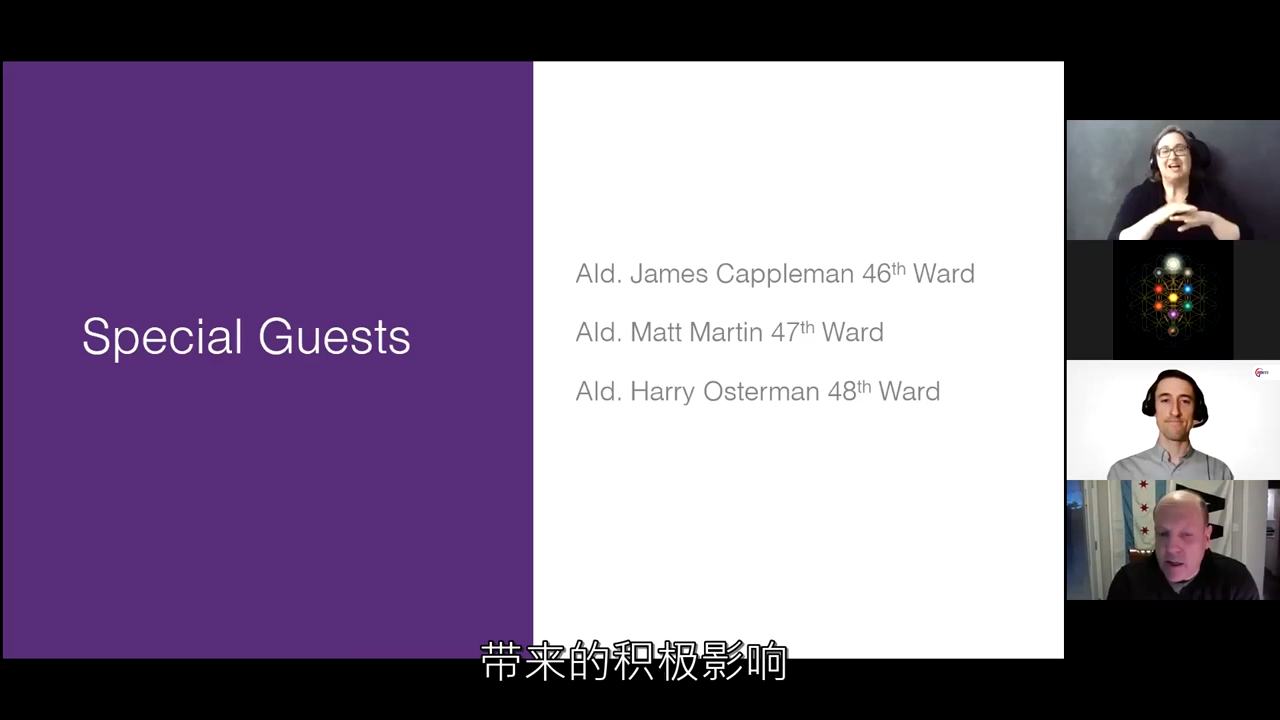 Special Guests
Ald. James Cappleman 46th Ward
Ald. Matt Martin 47th Ward
Ald. Harry Osterman 48th Ward
带来的积极影响